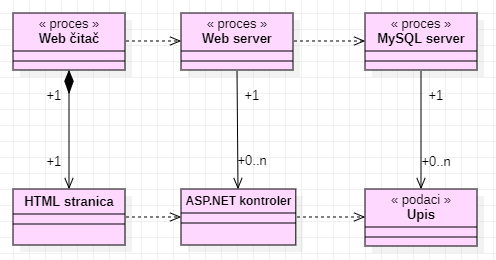 « proces »
Web čitač
« proces »
Web server
« proces »
MySQL server
+1
+1
+1
+1
+0..n
+0..n
HTML stranica
ASP.NET kontroler
« podaci »
Upis